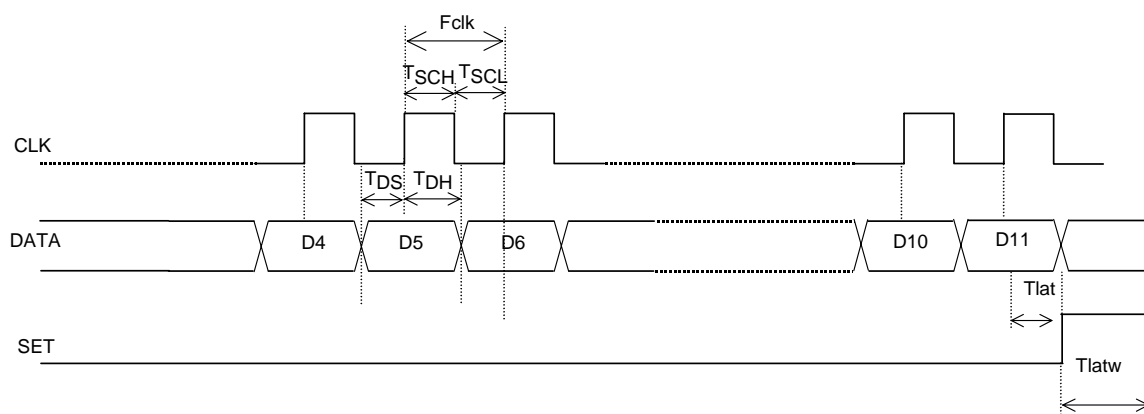 Fclk
TSCH TSCL
CLK
TDS TDH
DATA D4 D5 D6 D10 D11
Tlat
SET
Tlatw